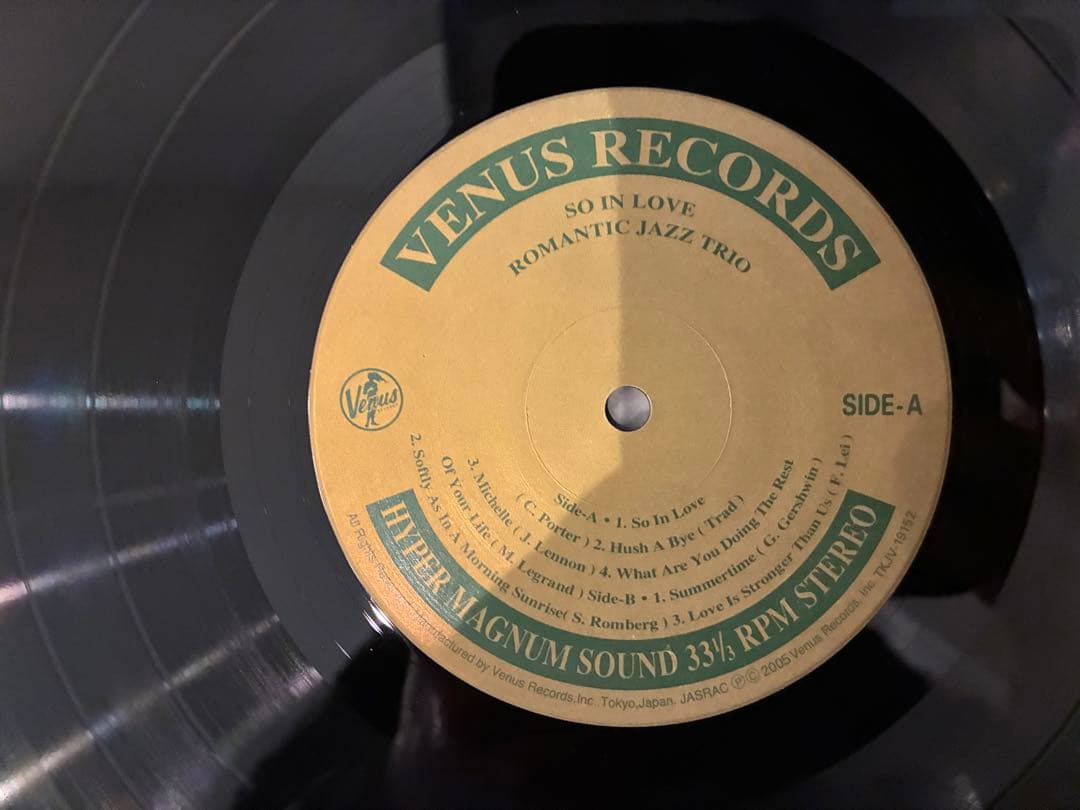 VENUS RECORDS
SO IN LOVE
ROMANTIC JAZZ TRIO
Venus
SIDE-A
Side-A • 1. So In Love
( C. Porter ) 2. Hush A Bye ( Trad )
3. Michelle ( J. Lennon ) 4. What Are You Doing The Rest
Of Your Life ( M. Legrand ) Side-B • 1. Summertime ( G. Gershwin )
2. Softly As In A Morning Sunrise( S. Romberg ) 3. Love Is Stronger Than Us ( F. Lei )
HYPER MAGNUM SOUND 33⅓ RPM STEREO
All Rights Manufactured by Venus Records,Inc.,Tokyo,Japan. JASRAC ℗© 2005 Venus Records, Inc. TKJV-19152